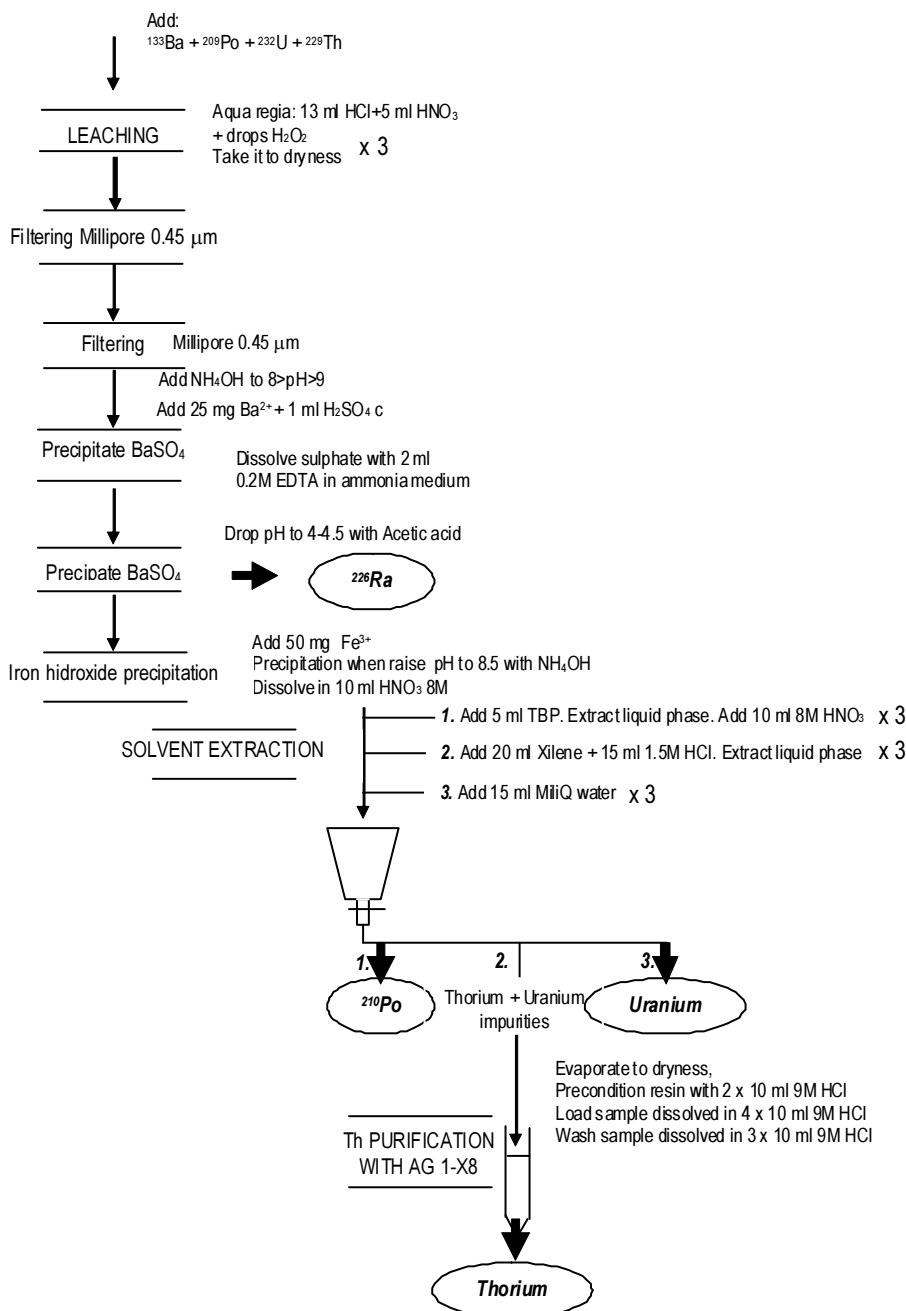 Add:
¹³³Ba + ²⁰⁹Po + ²³²U + ²²⁹Th
LEACHING
Aqua regia: 13 ml HCl+5 ml HNO₃
+ drops H₂O₂
Take it to dryness x 3
Filtering Millipore 0.45 μm
Filtering Millipore 0.45 μm
Add NH₄OH to 8>pH>9
Add 25 mg Ba²⁺ + 1 ml H₂SO₄ c
Precipitate BaSO₄
Dissolve sulphate with 2 ml
0.2M EDTA in ammonia medium
Drop pH to 4-4.5 with Acetic acid
Precipate BaSO₄
²²⁶Ra
Iron hidroxide precipitation
Add 50 mg Fe³⁺
Precipitation when raise pH to 8.5 with NH₄OH
Dissolve in 10 ml HNO₃ 8M
SOLVENT EXTRACTION
1. Add 5 ml TBP. Extract liquid phase. Add 10 ml 8M HNO₃ x 3
2. Add 20 ml Xilene + 15 ml 1.5M HCl. Extract liquid phase x 3
3. Add 15 ml MiliQ water x 3
1. 2. 3.
²¹⁰Po
Thorium + Uranium
impurities
Uranium
Evaporate to dryness,
Precondition resin with 2 x 10 ml 9M HCl
Load sample dissolved in 4 x 10 ml 9M HCl
Wash sample dissolved in 3 x 10 ml 9M HCl
Th PURIFICATION
WITH AG 1-X8
Thorium